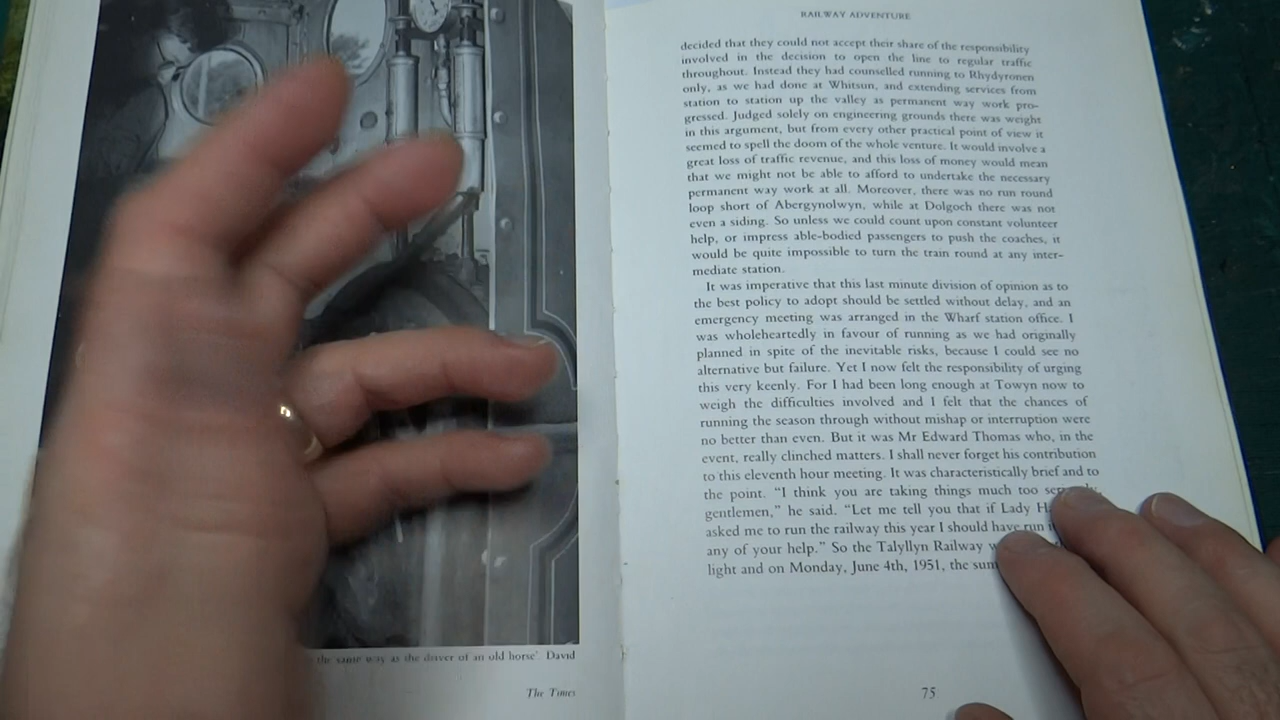 the same way as the driver of an old horse'. David
The Times
RAILWAY ADVENTURE
decided that they could not accept their share of the responsibility
involved in the decision to open the line to regular traffic
throughout. Instead they had counselled running to Rhydyronen
only, as we had done at Whitsun, and extending services from
station to station up the valley as permanent way work pro-
gressed. Judged solely on engineering grounds there was weight
in this argument, but from every other practical point of view it
seemed to spell the doom of the whole venture. It would involve a
great loss of traffic revenue, and this loss of money would mean
that we might not be able to afford to undertake the necessary
permanent way work at all. Moreover, there was no run round
loop short of Abergynolwyn, while at Dolgoch there was not
even a siding. So unless we could count upon constant volunteer
help, or impress able-bodied passengers to push the coaches, it
would be quite impossible to turn the train round at any inter-
mediate station.
It was imperative that this last minute division of opinion as to
the best policy to adopt should be settled without delay, and an
emergency meeting was arranged in the Wharf station office. I
was wholeheartedly in favour of running as we had originally
planned in spite of the inevitable risks, because I could see no
alternative but failure. Yet I now felt the responsibility of urging
this very keenly. For I had been long enough at Towyn now to
weigh the difficulties involved and I felt that the chances of
running the season through without mishap or interruption were
no better than even. But it was Mr Edward Thomas who, in the
event, really clinched matters. I shall never forget his contribution
to this eleventh hour meeting. It was characteristically brief and to
the point. "I think you are taking things much too
gentlemen," he said. "Let me tell you that if Lady
asked me to run the railway this year I should have run
any of your help." So the Talyllyn Railway
light and on Monday, June 4th, 1951, the
75